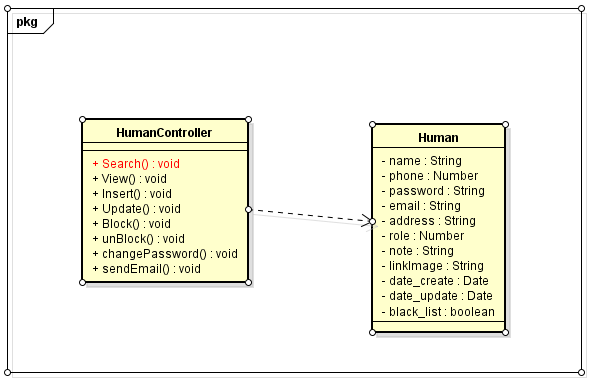 pkg
HumanController
+ Search() : void
+ View() : void
+ Insert() : void
+ Update() : void
+ Block() : void
+ unBlock() : void
+ changePassword() : void
+ sendEmail() : void
Human
- name : String
- phone : Number
- password : String
- email : String
- address : String
- role : Number
- note : String
- linkImage : String
- date_create : Date
- date_update : Date
- black_list : boolean